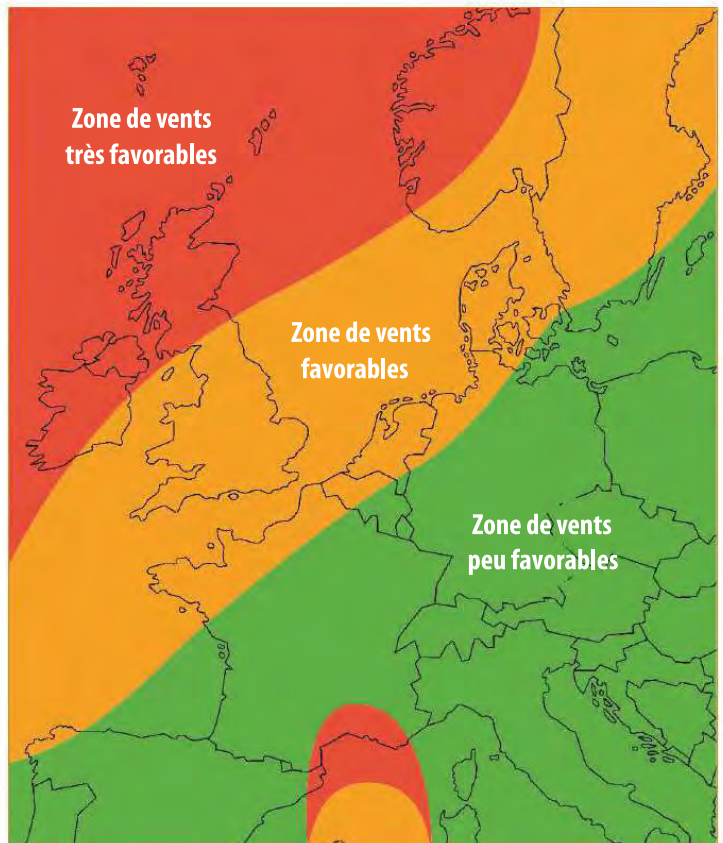 Zone de vents
très favorables
Zone de vents
favorables
Zone de vents
peu favorables